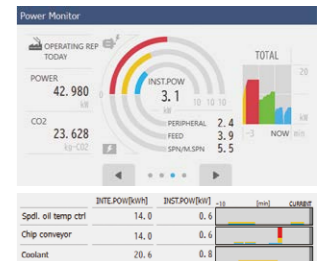 Power Monitor
OPERATING REP
TODAY
POWER
42.980
kW
CO2
23.628
kg-CO2
0
INST.POW
3.1
kW
10 10 10
PERIPHERAL 2.4
FEED 3.9
SPN/M.SPN 5.5
TOTAL
20
kW
-3 NOW min
INTE.POW[kWh] INST.POW[kW] -10 [min] CURRENT
Spdl. oil temp ctrl 14.0 0.6
Chip conveyor 14.0 0.6
Coolant 20.6 0.8